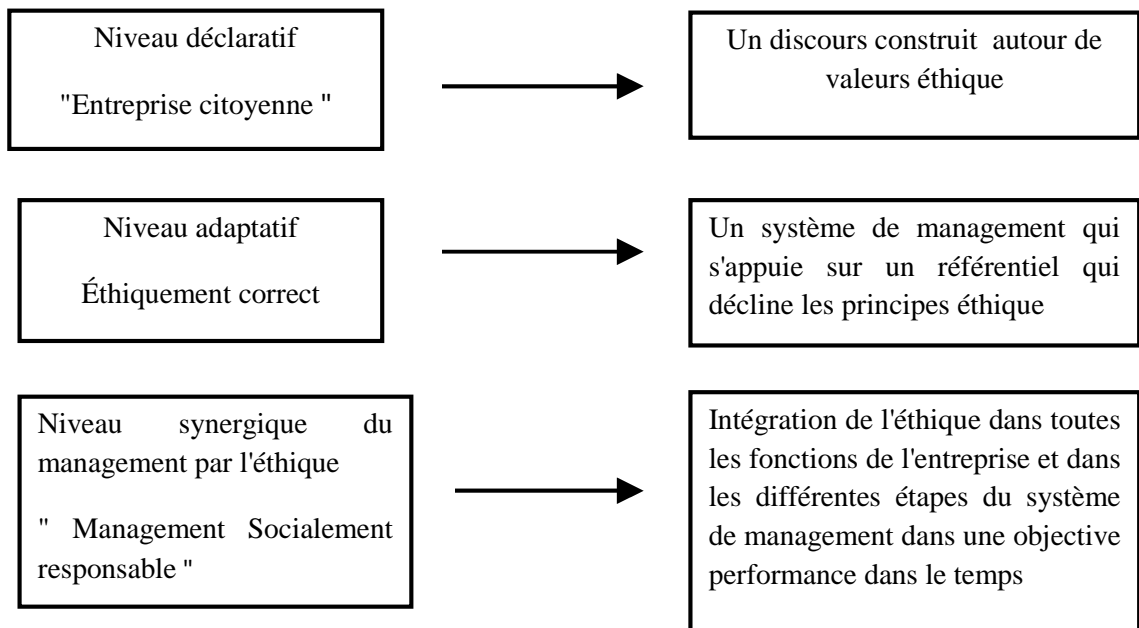 Niveau déclaratif
"Entreprise citoyenne "
Un discours construit autour de
valeurs éthique
Niveau adaptatif
Éthiquement correct
Un système de management qui
s'appuie sur un référentiel qui
décline les principes éthique
Niveau synergique du
management par l'éthique
" Management Socialement
responsable "
Intégration de l'éthique dans toutes
les fonctions de l'entreprise et dans
les différentes étapes du système
de management dans une objective
performance dans le temps